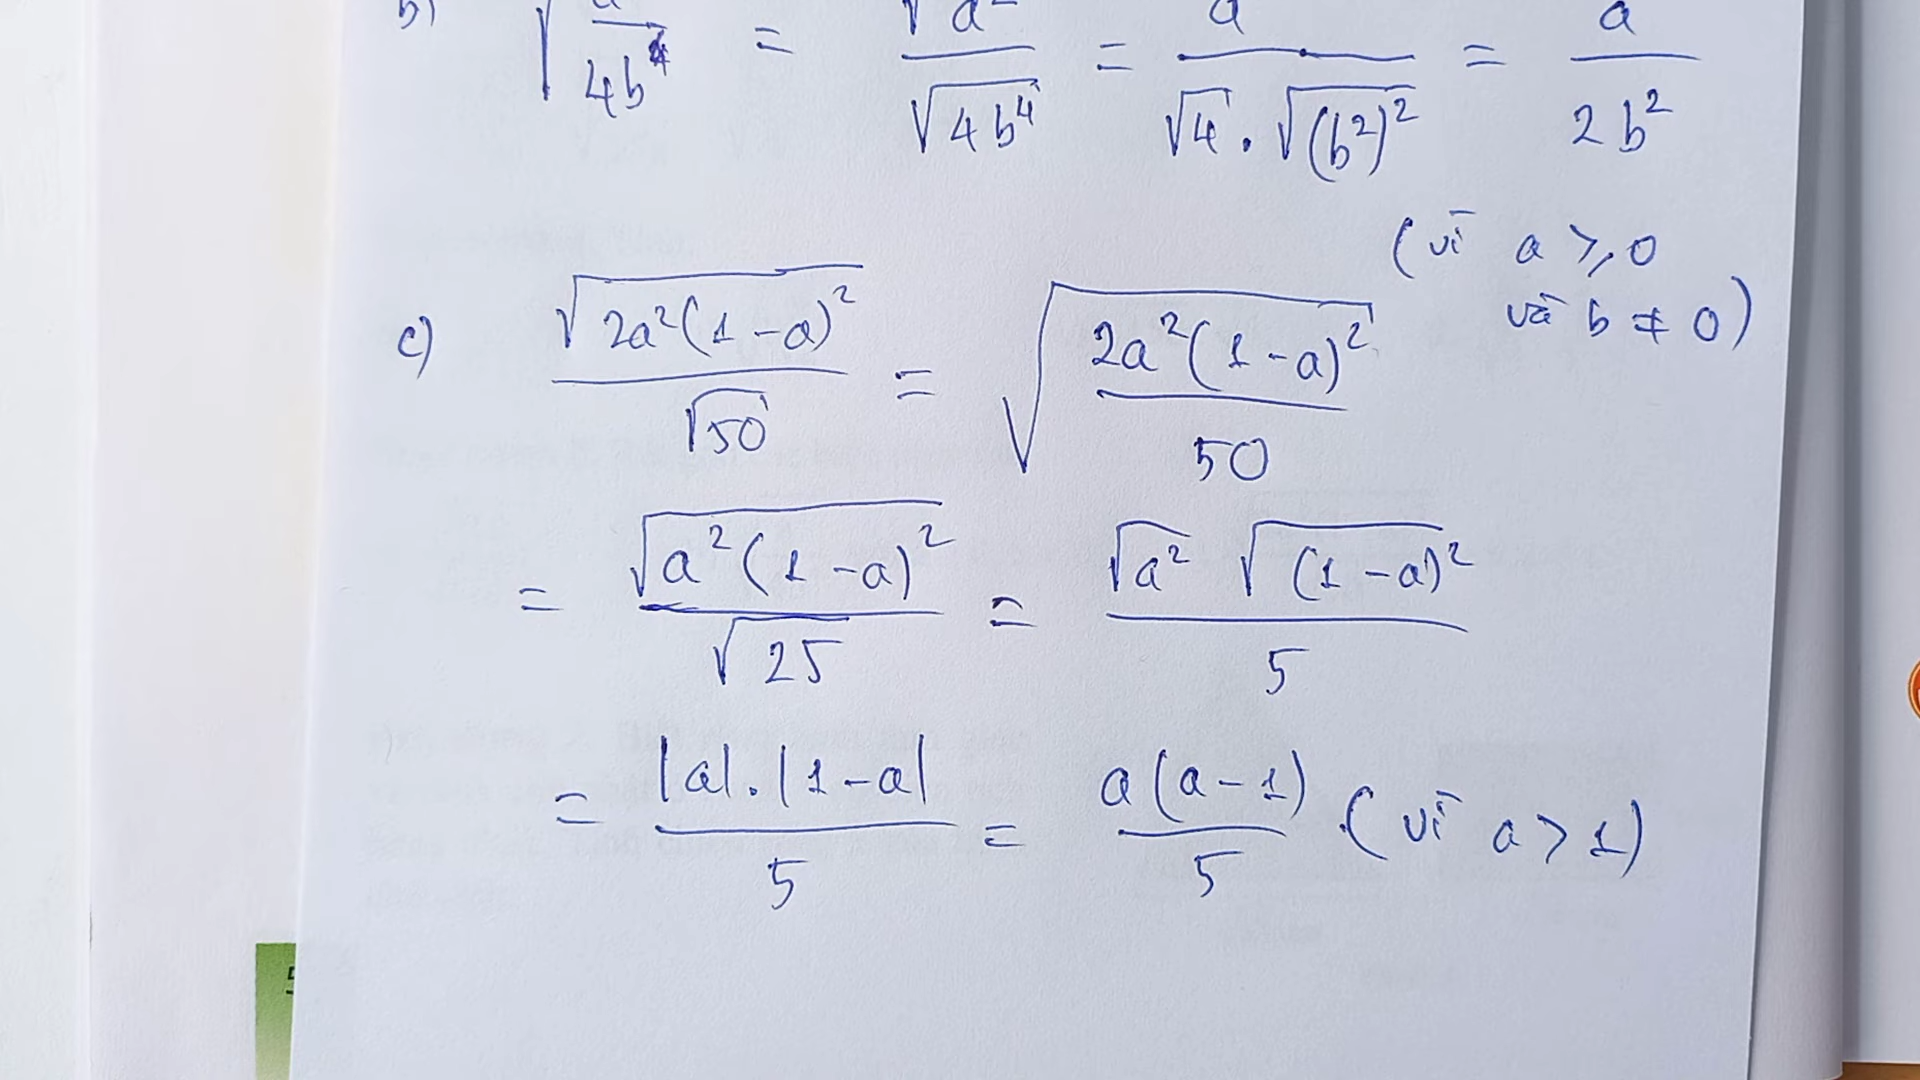 b) √(a²/4b⁴) = √a²/√4b⁴ = a/(√4 . √(b²)²) = a/2b²
(vì a ⩾ 0
và b ≠ 0)
c) √2a²(1-a)²/√50 = √(2a²(1-a)²/50)
= √a²(1-a)²/√25 = √a² √(1-a)²/5
= |a|.|1-a|/5 = a(a-1)/5 (vì a > 1)